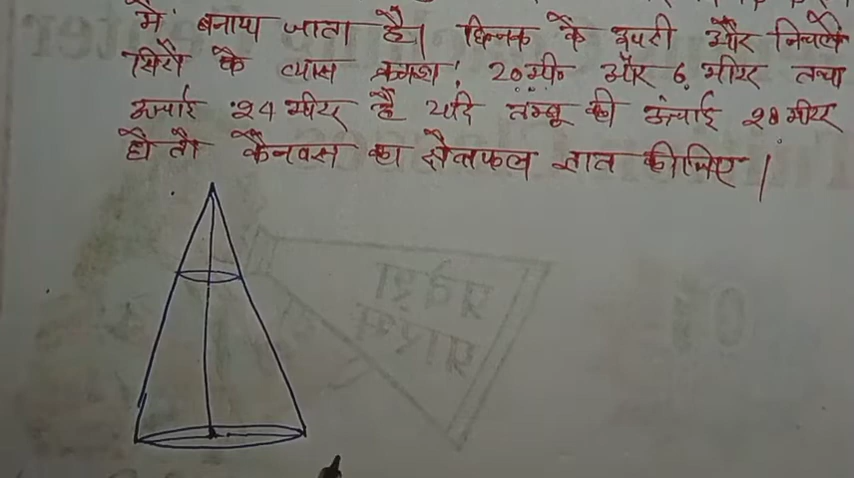 में बनाया जाता है। छिन्नक के ऊपरी और निचले
सिरों के व्यास क्रमशः 20 मी० और 6 मीटर तथा
ऊँचाई 24 मीटर है यदि तम्बू की ऊंचाई 28 मीटर
हो तो कैनवस का क्षेत्रफल ज्ञात कीजिए।